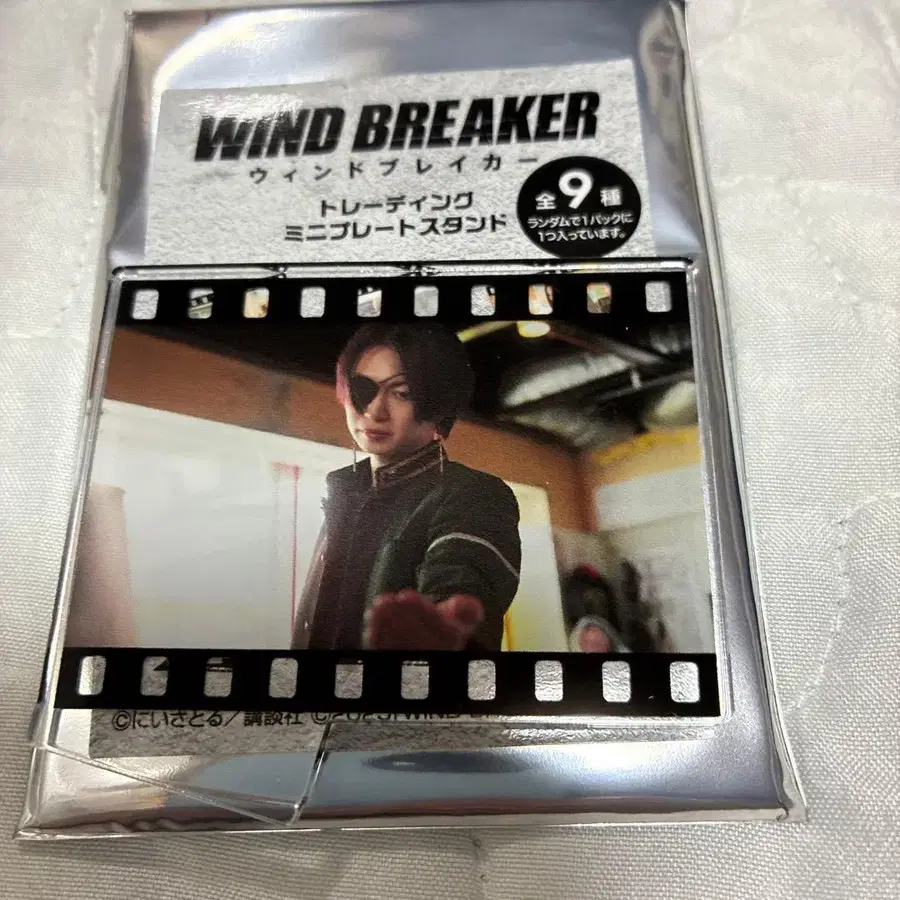 WIND BREAKER
ウィンドブレイカー
トレーディング
ミニプレートスタンド
全9種
ランダムで1パックに
1つ入っています。
©にいさとる/講談社